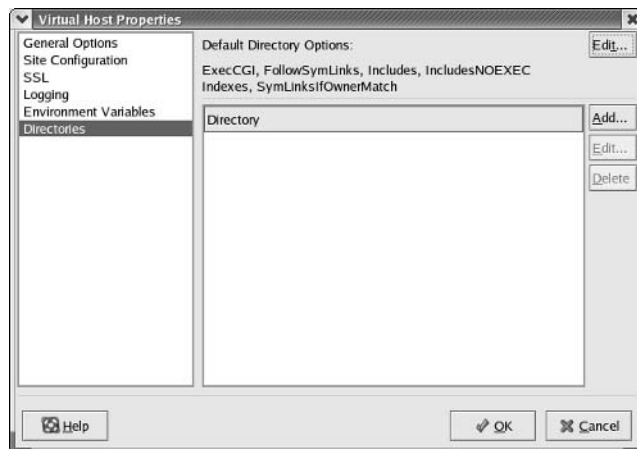 Virtual Host Properties
General Options
Site Configuration
SSL
Logging
Environment Variables
Directories
Default Directory Options:
Edit...
ExecCGI, FollowSymLinks, Includes, IncludesNOEXEC
Indexes, SymLinksIfOwnerMatch
Directory
Add...
Edit...
Delete
Help
OK
Cancel